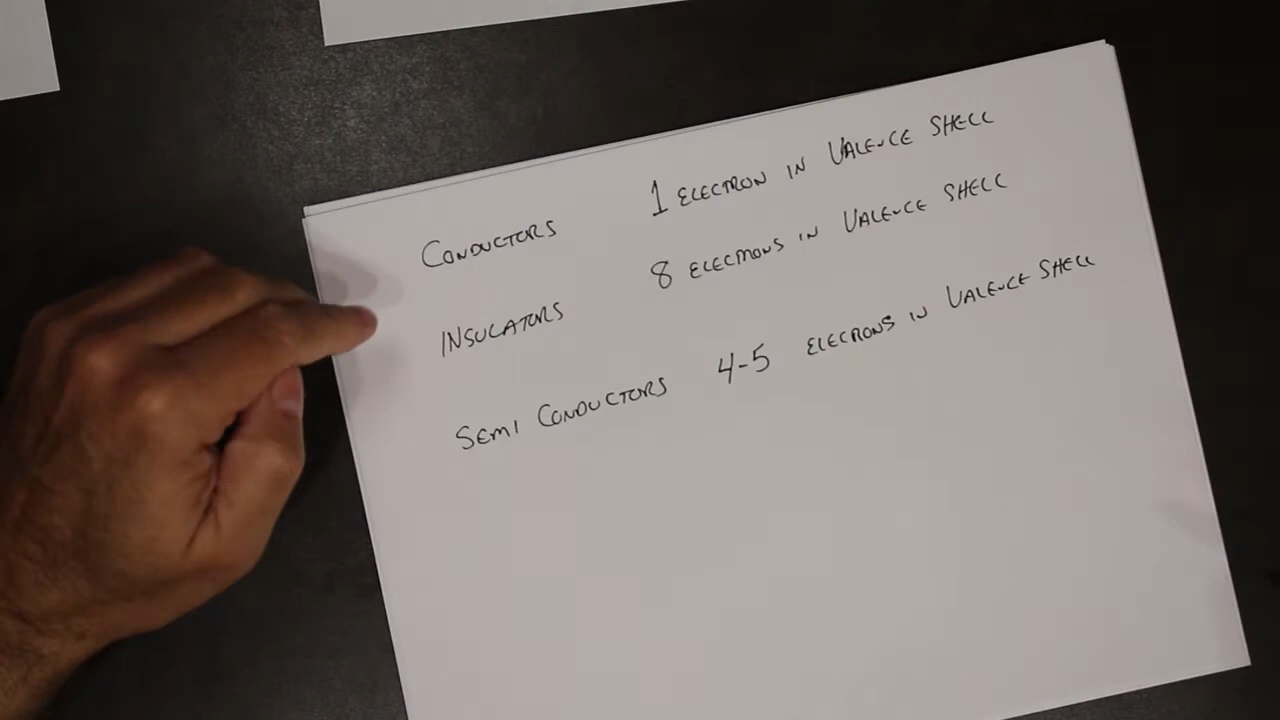 CONDUCTORS 1 ELECTRON IN VALENCE SHELL
INSULATORS 8 ELECTRONS IN VALENCE SHELL
SEMI CONDUCTORS 4-5 ELECRONS IN VALENCE SHELL